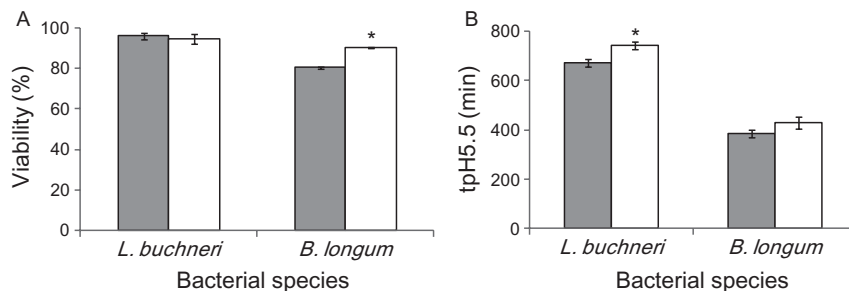 A
Viability (%)
100
80
60
40
20
0
*
L. buchneri
B. longum
Bacterial species
B
tpH5.5 (min)
800
600
400
200
0
*
L. buchneri
B. longum
Bacterial species